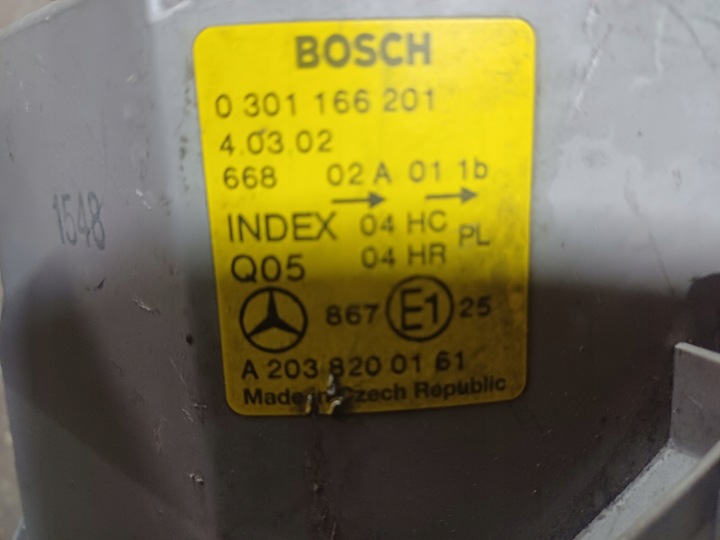 BOSCH
0 301 166 201
4.03.02
668 02 A 01 1b
INDEX 04 HC PL
Q05 04 HR
867 E1 25
A 203 820 01 61
Made in Czech Republic
1548